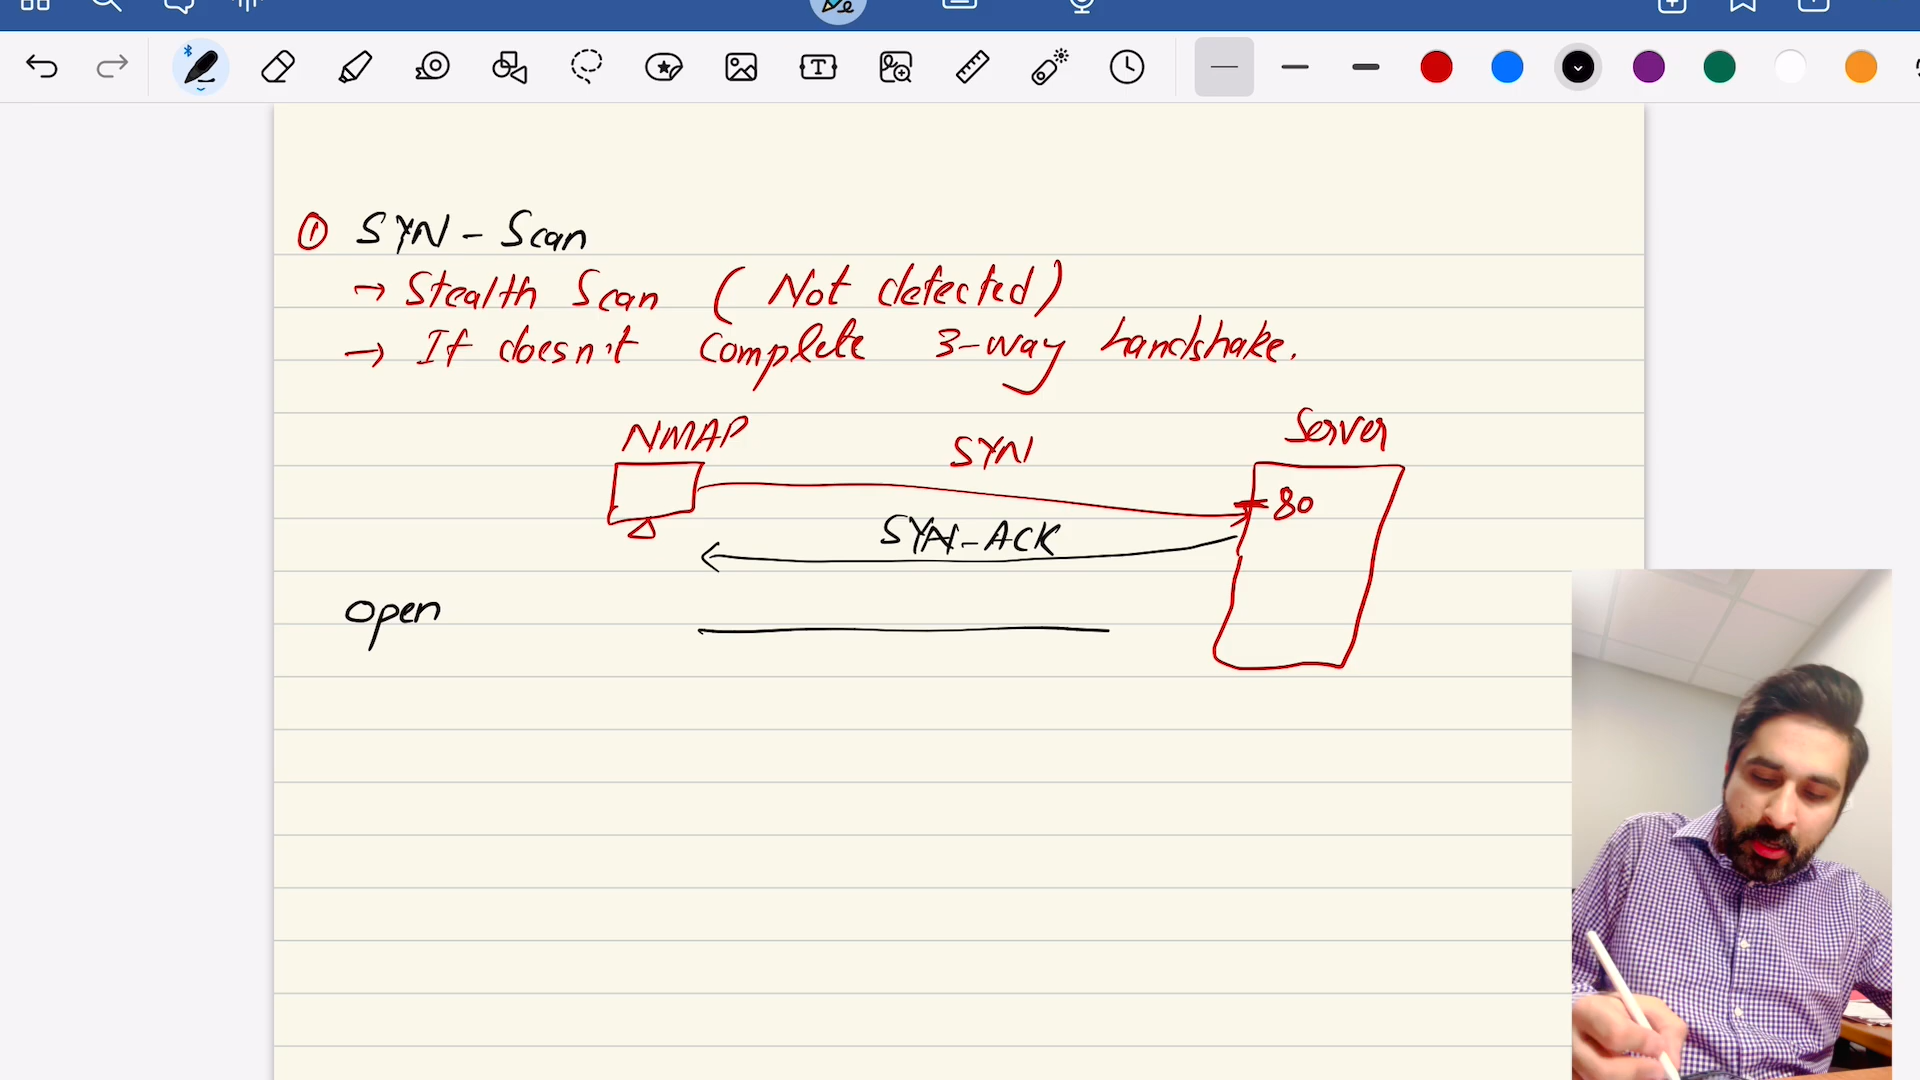 ① SYN - Scan
→ Stealth Scan ( Not detected )
→ If doesn't Complete 3-way handshake.
NMAP
SYN
Server
80
SYN-ACK
open